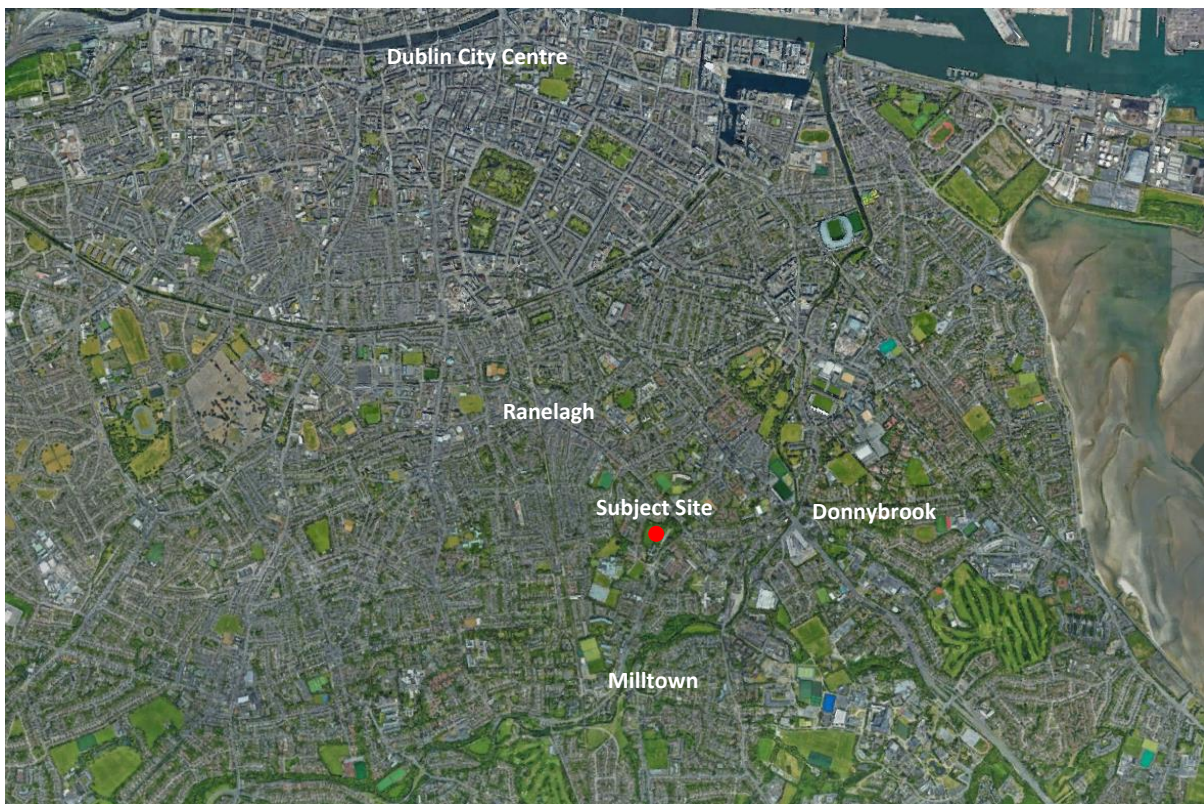 Dublin City Centre
Ranelagh
Subject Site
Donnybrook
Milltown